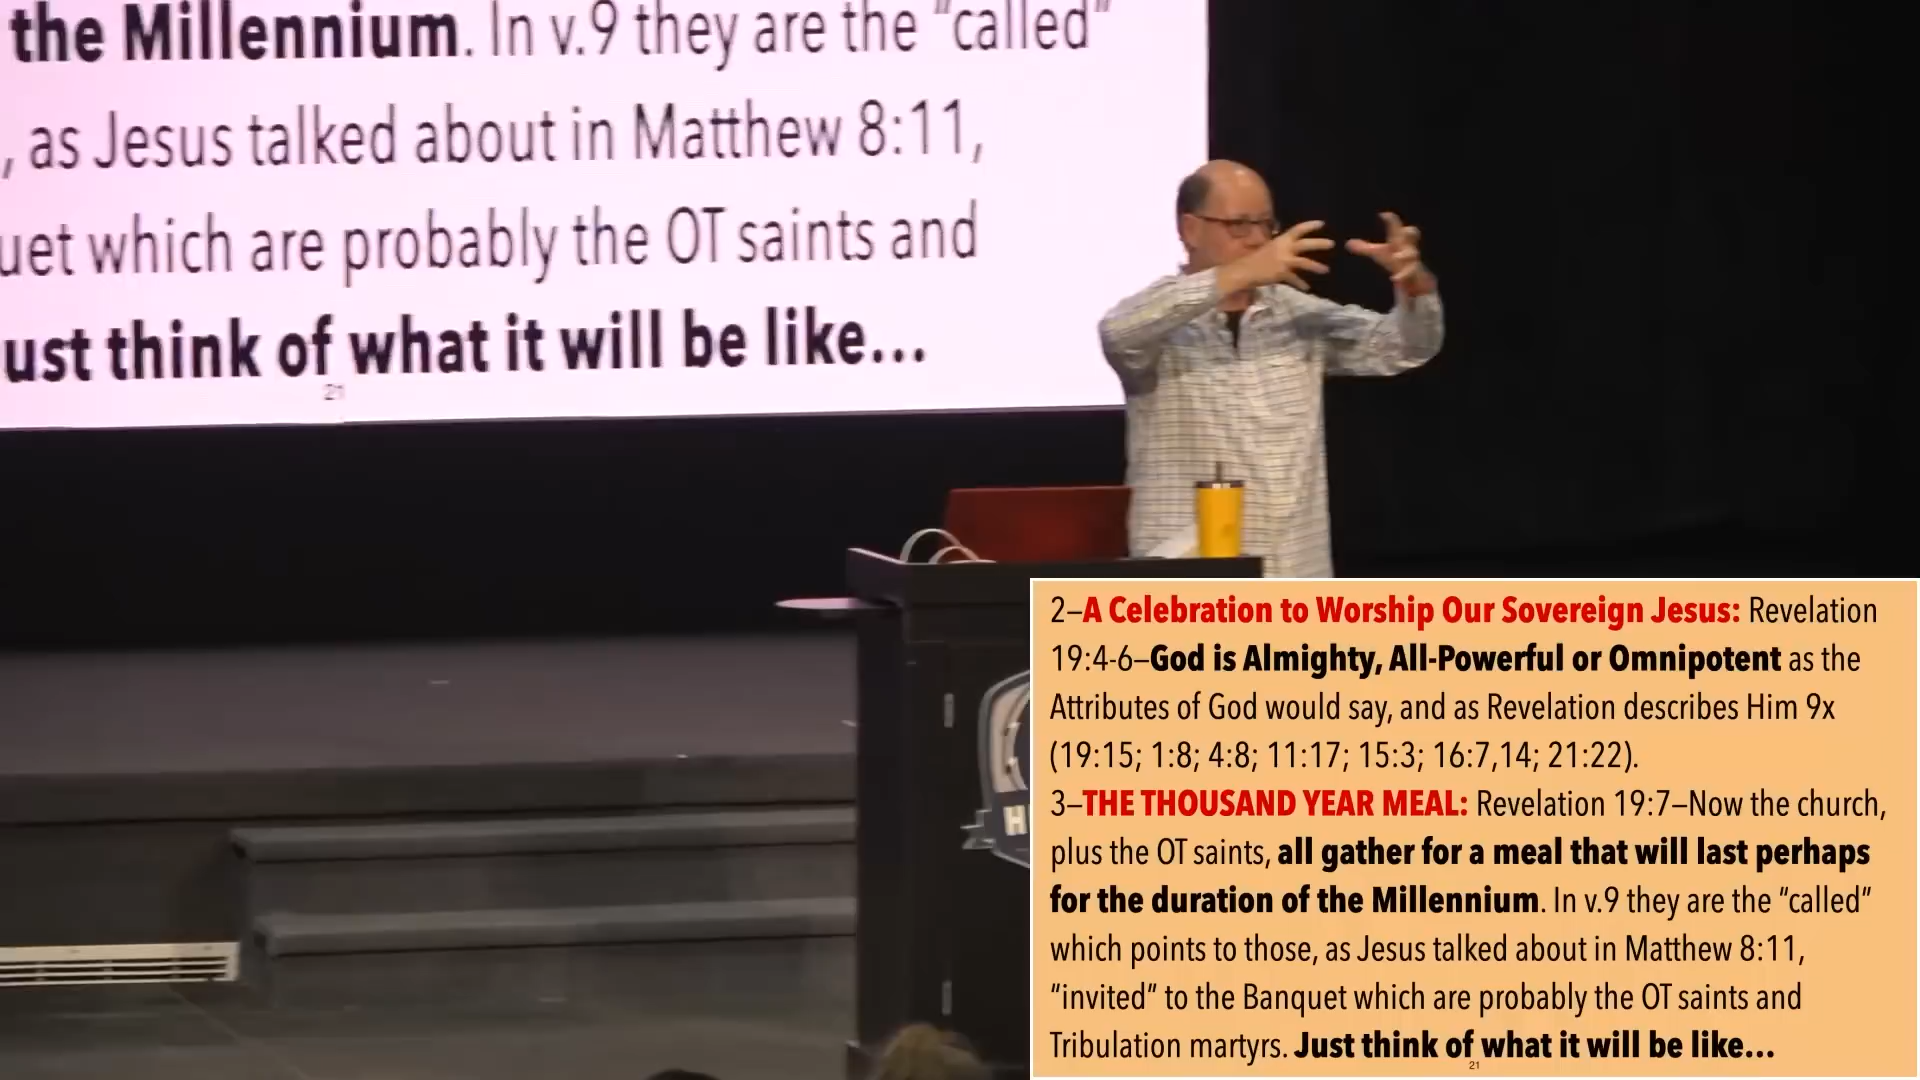 the Millennium. In v.9 they are the “called”
, as Jesus talked about in Matthew 8:11,
uet which are probably the OT saints and
ust think of what it will be like...
21
H
2–A Celebration to Worship Our Sovereign Jesus: Revelation
19:4-6–God is Almighty, All-Powerful or Omnipotent as the
Attributes of God would say, and as Revelation describes Him 9x
(19:15; 1:8; 4:8; 11:17; 15:3; 16:7,14; 21:22).
3–THE THOUSAND YEAR MEAL: Revelation 19:7–Now the church,
plus the OT saints, all gather for a meal that will last perhaps
for the duration of the Millennium. In v.9 they are the “called”
which points to those, as Jesus talked about in Matthew 8:11,
“invited” to the Banquet which are probably the OT saints and
Tribulation martyrs. Just think of what it will be like...
21